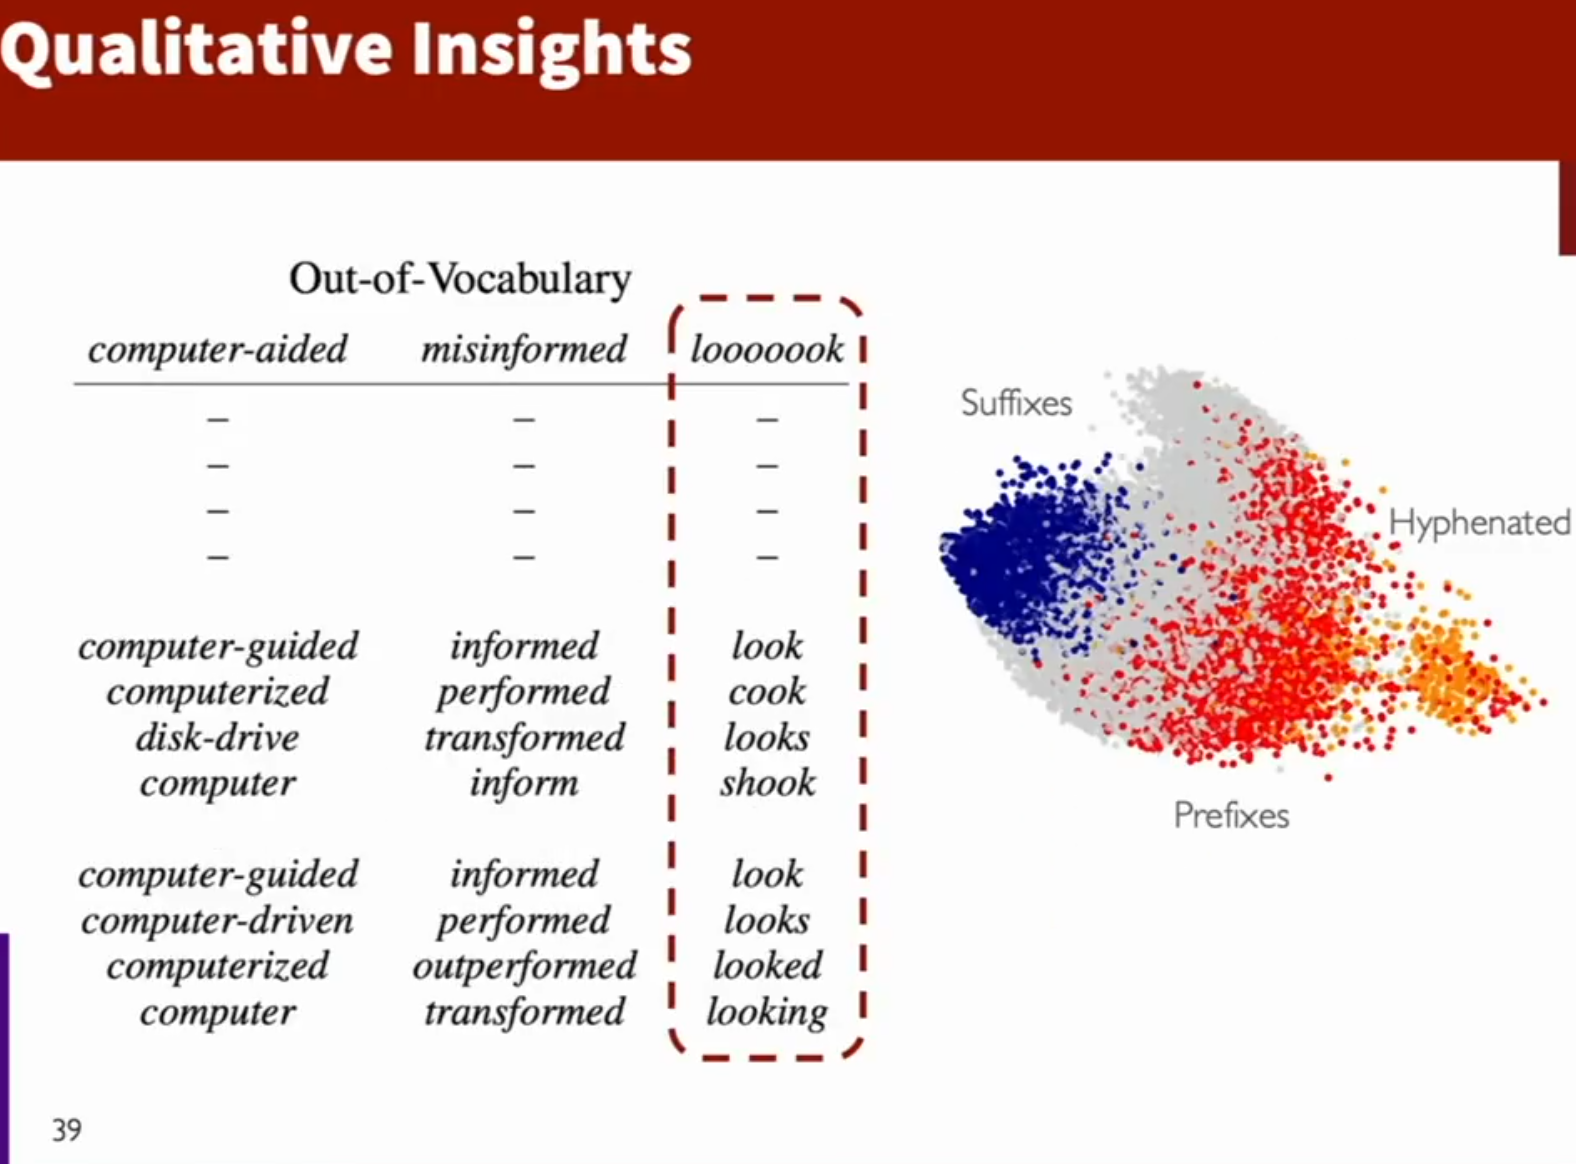 Qualitative Insights
Out-of-Vocabulary
computer-aided misinformed looooook
– – –
– – –
– – –
– – –
computer-guided informed look
computerized performed cook
disk-drive transformed looks
computer inform shook
computer-guided informed look
computer-driven performed looks
computerized outperformed looked
computer transformed looking
Suffixes
Hyphenated
Prefixes
39